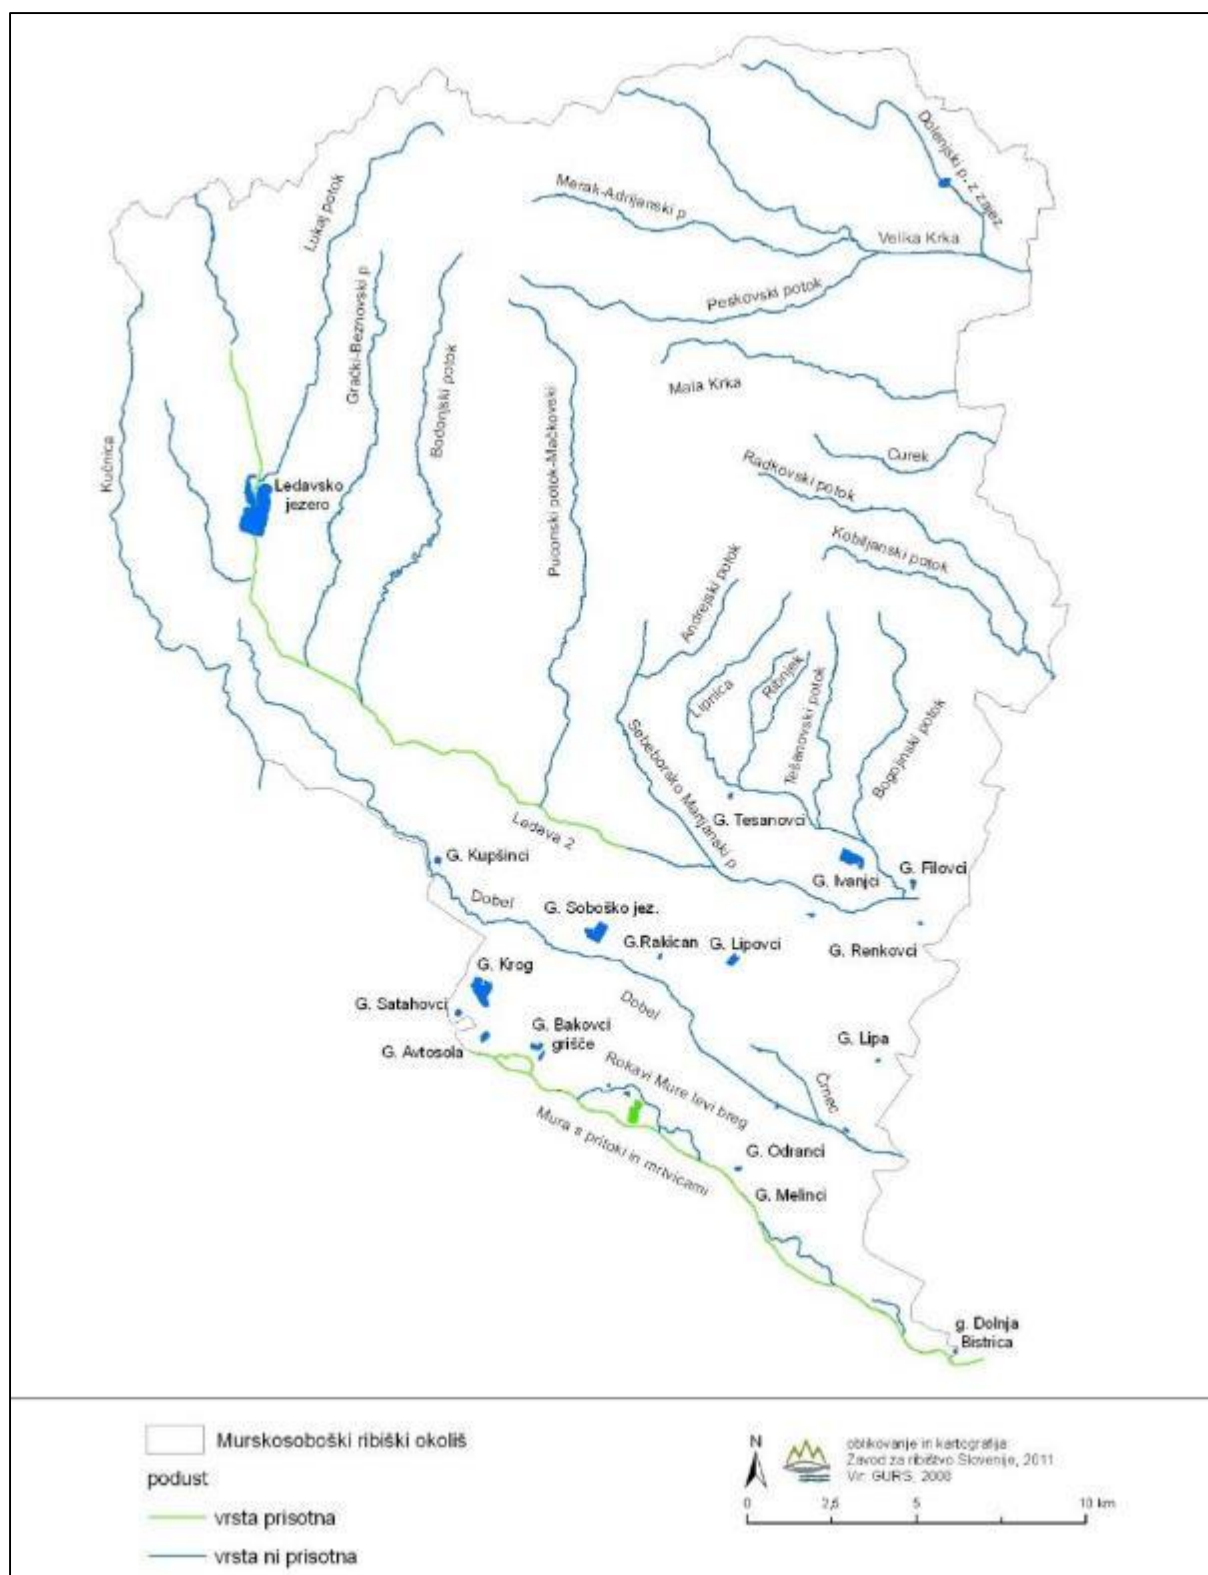 Dolenjski p. z zajez.
Lukaj potok
Merak-Adrijanski p
Velika Krka
Grački-Beznovski p
Peskovski potok
Bodonjski potok
Mala Krka
Kučnica
Puconski potok-Mačkovski
Curek
Radkovski potok
Ledavsko
jezero
Kobiljanski potok
Andrejski potok
Lipnica
Ribnjek
Tešanovski potok
Bogojinski potok
Sebeborsko Martjanski p
G. Tesanovci
Ledava 2
G. Kupšinci
G. Ivanjci
G. Filovci
Dobel
G. Soboško jez.
G.Rakican
G. Lipovci
G. Renkovci
G. Krog
G. Satahovci
Dobel
G. Bakovci
grišče
G. Lipa
G. Avtosola
Rokavi Mure levi breg
Črnec
Mura s pritoki in mrtvicami
G. Odranci
G. Melinci
g. Dolnja
Bistrica
Murskosoboški ribiški okoliš
podust
vrsta prisotna
vrsta ni prisotna
N
oblikovanje in kartografija:
Zavod za ribištvo Slovenije, 2011
Vir: GURS, 2008
0 2,5 5 10 km